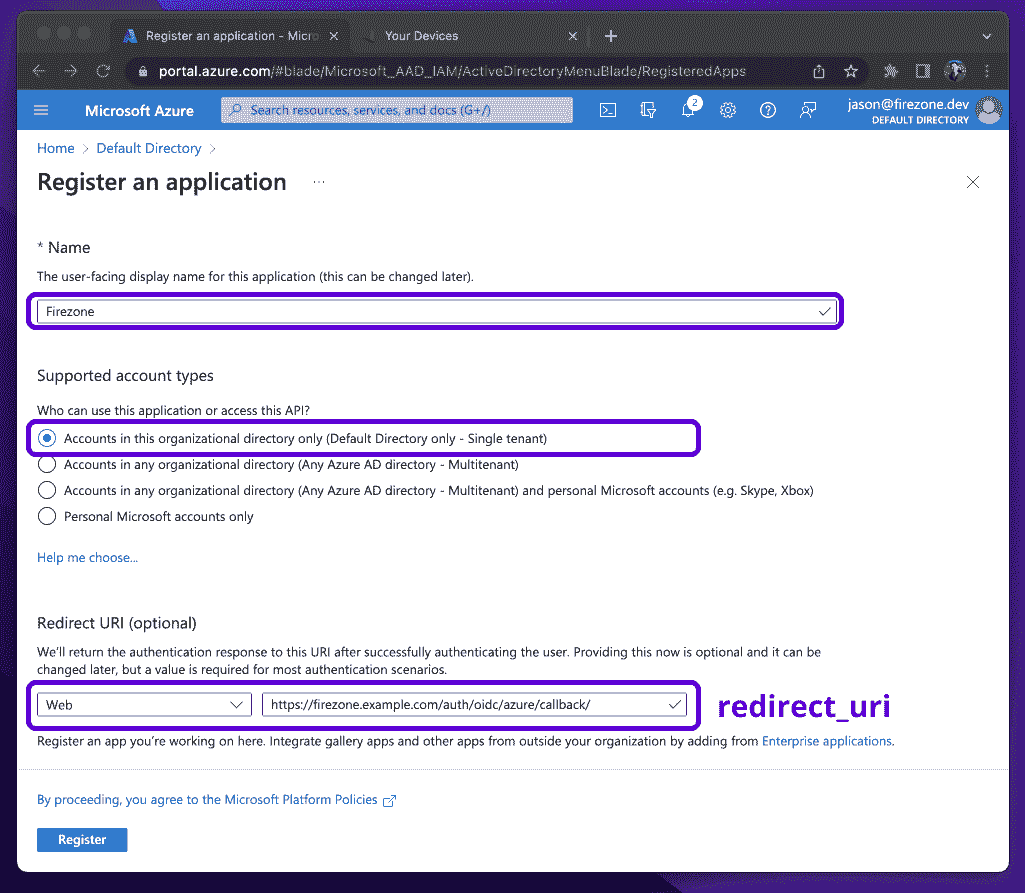 Register an application - Micro
Your Devices
portal.azure.com/#blade/Microsoft_AAD_IAM/ActiveDirectoryMenuBlade/RegisteredApps
Microsoft Azure
Search resources, services, and docs (G+/)
2
jason@firezone.dev
DEFAULT DIRECTORY
Home > Default Directory >
Register an application ...
* Name
The user-facing display name for this application (this can be changed later).
Firezone
Supported account types
Who can use this application or access this API?
Accounts in this organizational directory only (Default Directory only - Single tenant)
Accounts in any organizational directory (Any Azure AD directory - Multitenant)
Accounts in any organizational directory (Any Azure AD directory - Multitenant) and personal Microsoft accounts (e.g. Skype, Xbox)
Personal Microsoft accounts only
Help me choose...
Redirect URI (optional)
We'll return the authentication response to this URI after successfully authenticating the user. Providing this now is optional and it can be
changed later, but a value is required for most authentication scenarios.
Web
https://firezone.example.com/auth/oidc/azure/callback/
redirect_uri
Register an app you're working on here. Integrate gallery apps and other apps from outside your organization by adding from Enterprise applications.
By proceeding, you agree to the Microsoft Platform Policies
Register